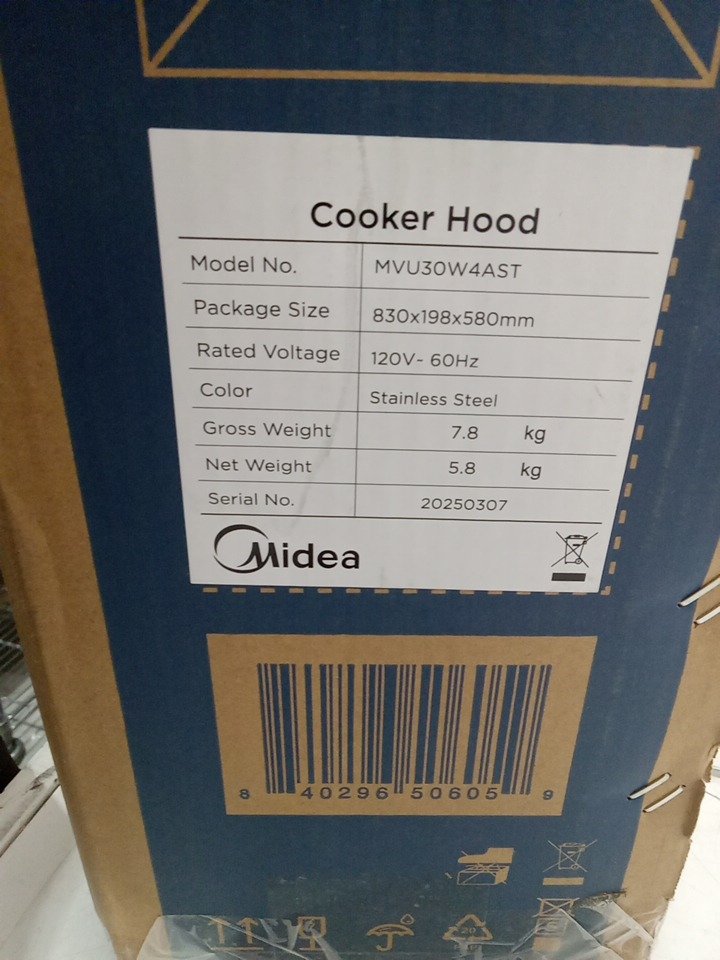 Cooker Hood
Model No. MVU30W4AST
Package Size 830x198x580mm
Rated Voltage 120V~ 60Hz
Color Stainless Steel
Gross Weight 7.8 kg
Net Weight 5.8 kg
Serial No. 20250307
Midea
8 40296 50605 9
20